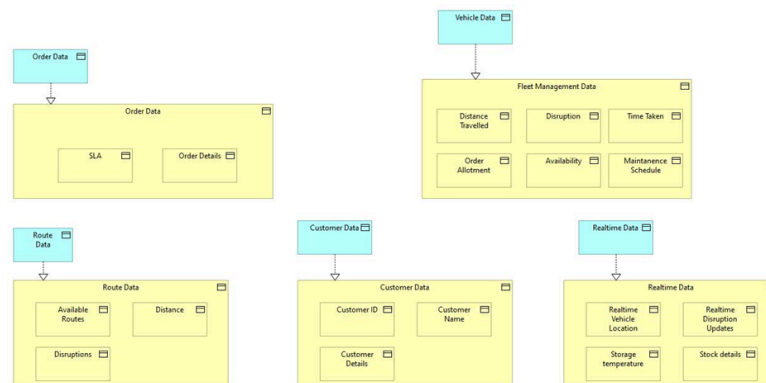 Vehicle Data
Order Data
Fleet Management Data
Order Data
Distance
Travelled
Disruption
Time Taken
SLA
Order Details
Order
Allotment
Availability
Maintanence
Schedule
Route
Data
Customer Data
Realtime Data
Route Data
Customer Data
Realtime Data
Available
Routes
Distance
Customer ID
Customer
Name
Realtime
Vehicle
Location
Realtime
Disruption
Updates
Disruptions
Customer
Details
Storage
temperature
Stock details